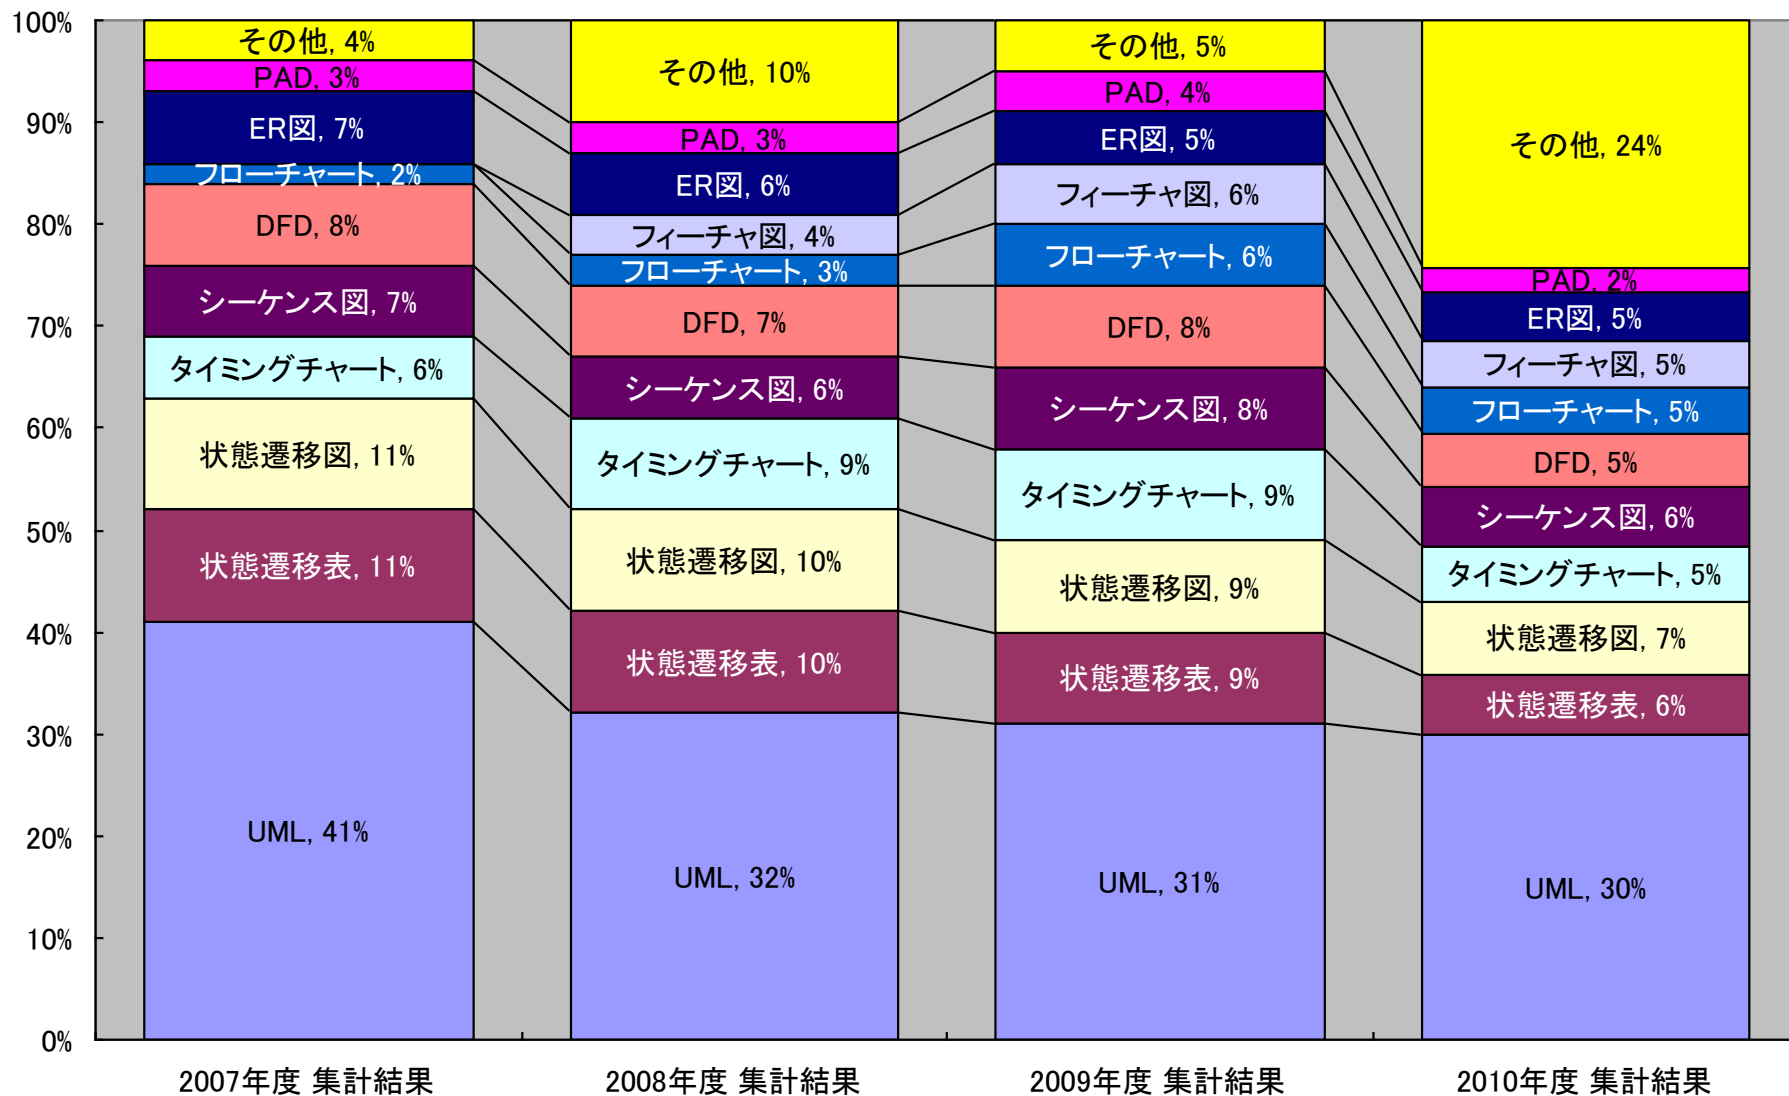 100%
90%
80%
70%
60%
50%
40%
30%
20%
10%
0%
その他, 4%
PAD, 3%
ER図, 7%
フローチャート, 2%
DFD, 8%
シーケンス図, 7%
タイミングチャート, 6%
状態遷移図, 11%
状態遷移表, 11%
UML, 41%
2007年度 集計結果
その他, 10%
PAD, 3%
ER図, 6%
フィーチャ図, 4%
フローチャート, 3%
DFD, 7%
シーケンス図, 6%
タイミングチャート, 9%
状態遷移図, 10%
状態遷移表, 10%
UML, 32%
2008年度 集計結果
その他, 5%
PAD, 4%
ER図, 5%
フィーチャ図, 6%
フローチャート, 6%
DFD, 8%
シーケンス図, 8%
タイミングチャート, 9%
状態遷移図, 9%
状態遷移表, 9%
UML, 31%
2009年度 集計結果
その他, 24%
PAD, 2%
ER図, 5%
フィーチャ図, 5%
フローチャート, 5%
DFD, 5%
シーケンス図, 6%
タイミングチャート, 5%
状態遷移図, 7%
状態遷移表, 6%
UML, 30%
2010年度 集計結果